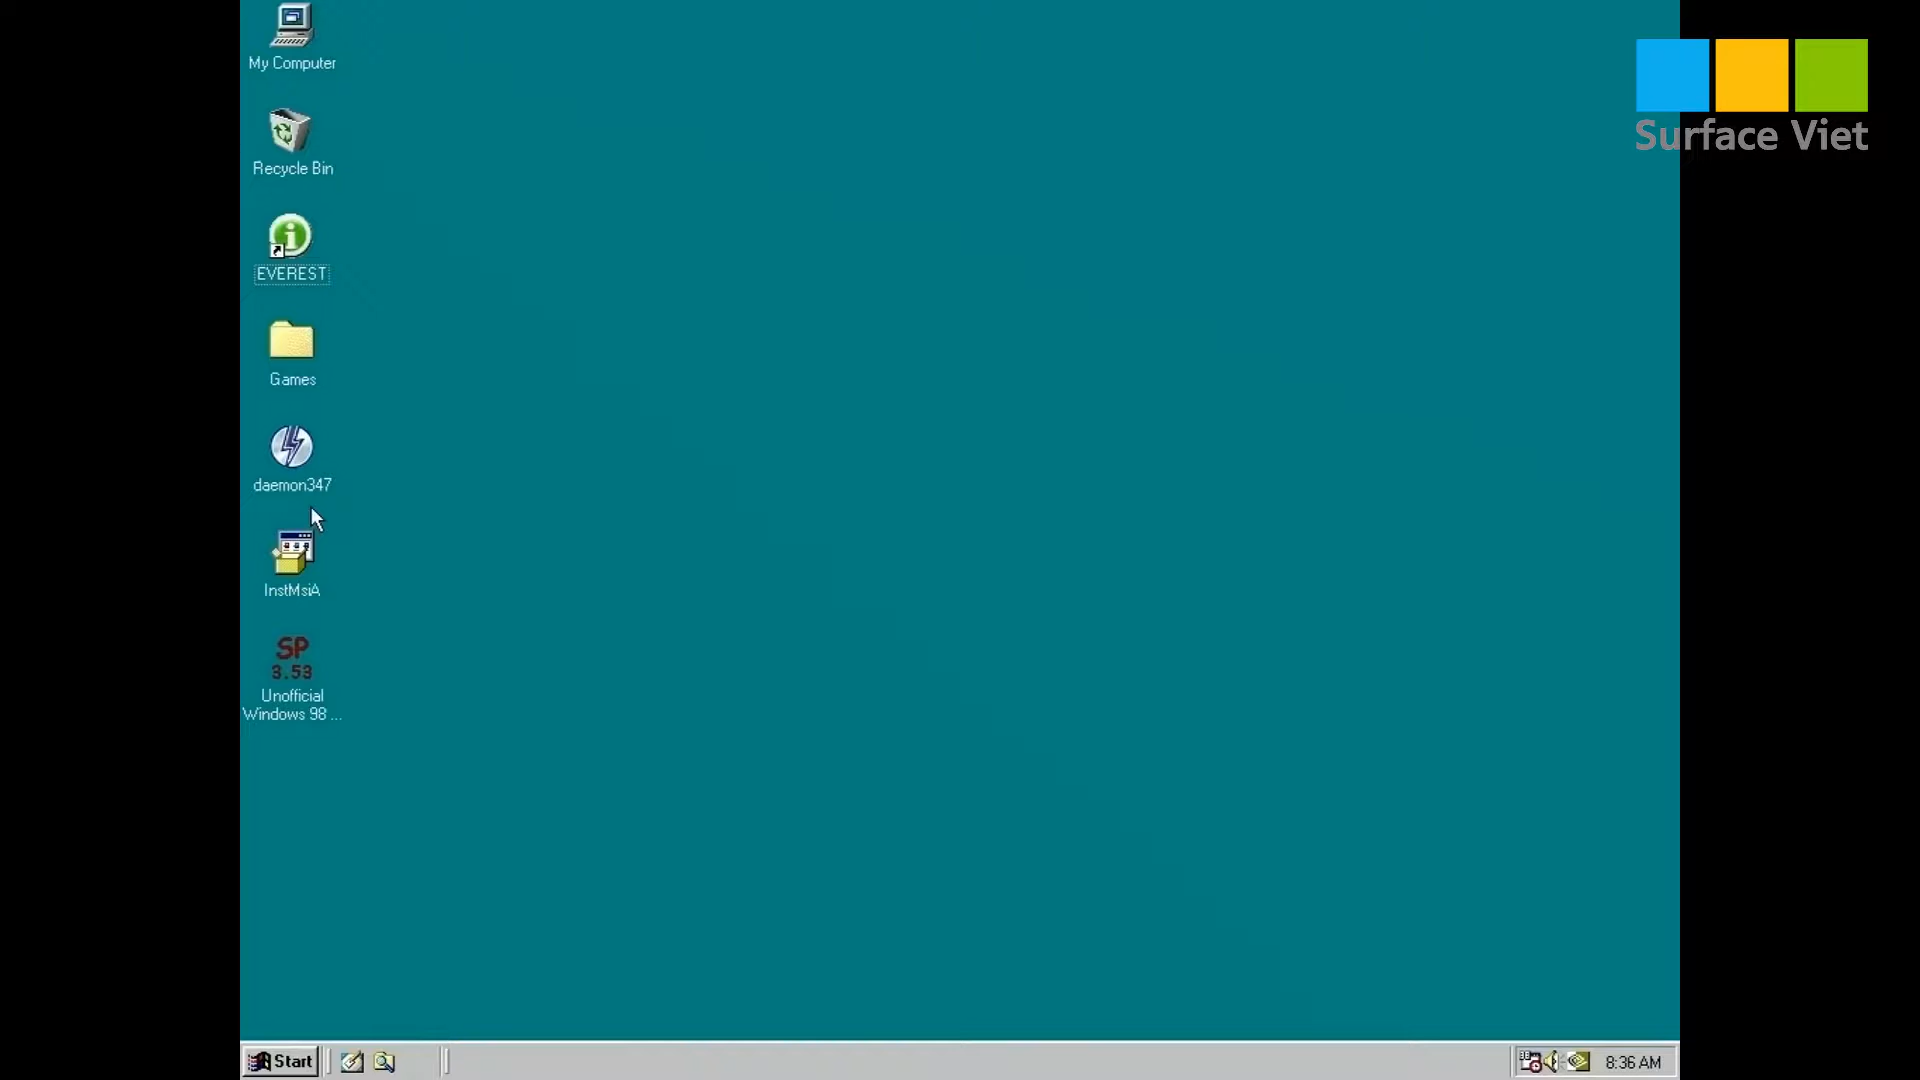 My Computer
Surface Viet
Recycle Bin
EVEREST
Games
daemon347
InstMsiA
SP
3.53
Unofficial
Windows 98 ...
Start
8:36 AM